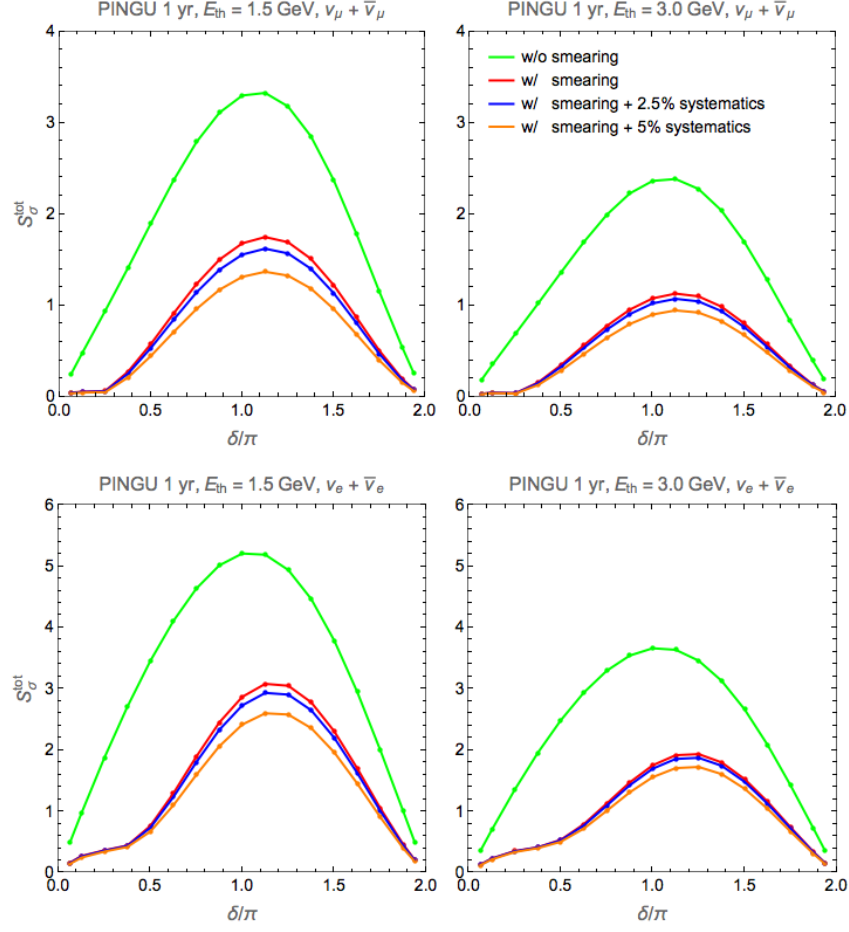 PINGU 1 yr, E_th = 1.5 GeV, ν_μ + ν̅_μ
PINGU 1 yr, E_th = 3.0 GeV, ν_μ + ν̅_μ
w/o smearing
w/ smearing
w/ smearing + 2.5% systematics
w/ smearing + 5% systematics
S_σ^tot
4
3
2
1
0
0.0 0.5 1.0 1.5 2.0
δ/π
4
3
2
1
0
0.0 0.5 1.0 1.5 2.0
δ/π
PINGU 1 yr, E_th = 1.5 GeV, ν_e + ν̅_e
PINGU 1 yr, E_th = 3.0 GeV, ν_e + ν̅_e
S_σ^tot
6
5
4
3
2
1
0
0.0 0.5 1.0 1.5 2.0
δ/π
6
5
4
3
2
1
0
0.0 0.5 1.0 1.5 2.0
δ/π